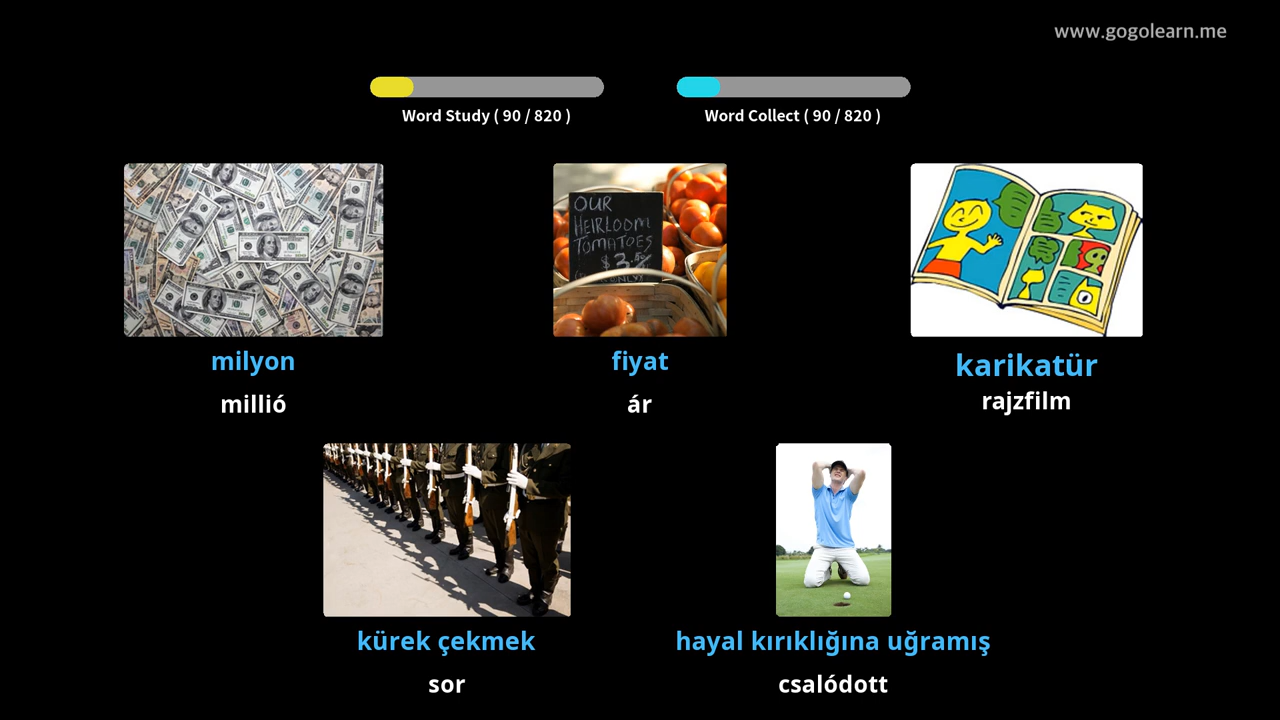 www.gogolearn.me
Word Study ( 90 / 820 )
Word Collect ( 90 / 820 )
OUR
HEIRLOOM
TOMATOES
milyon
millió
fiyat
ár
karikatür
rajzfilm
kürek çekmek
sor
hayal kırıklığına uğramış
csalódott